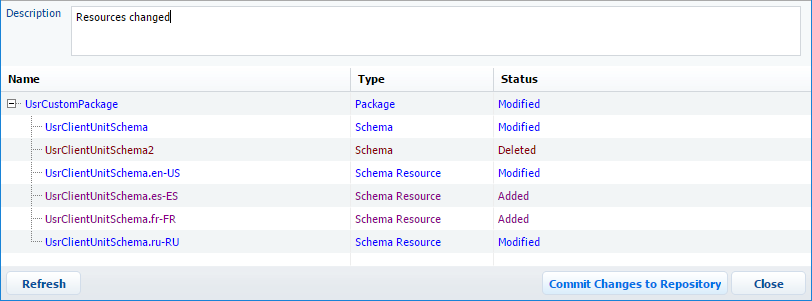 Description Resources changed
Name Type Status
UsrCustomPackage Package Modified
UsrClientUnitSchema Schema Modified
UsrClientUnitSchema2 Schema Deleted
UsrClientUnitSchema.en-US Schema Resource Modified
UsrClientUnitSchema.es-ES Schema Resource Added
UsrClientUnitSchema.fr-FR Schema Resource Added
UsrClientUnitSchema.ru-RU Schema Resource Modified
Refresh Commit Changes to Repository Close